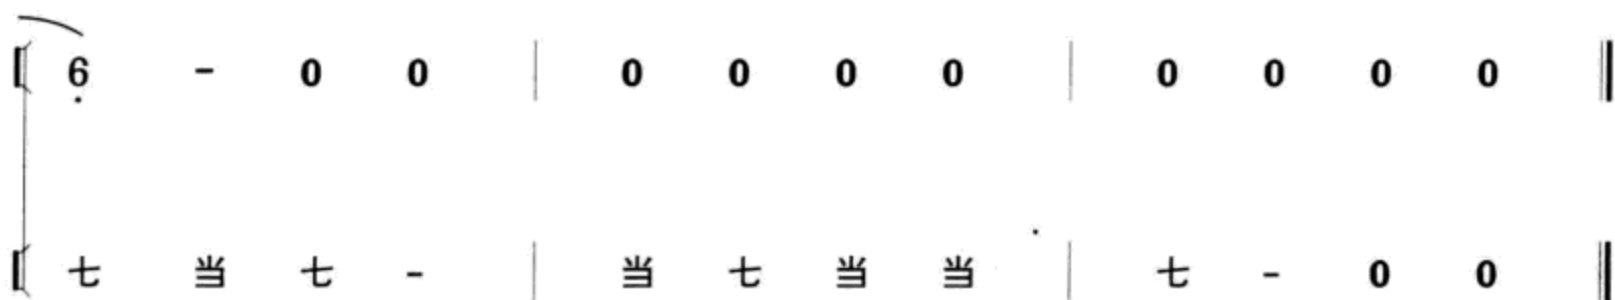 6 - 0 0 | 0 0 0 0 | 0 0 0 0
七 当 七 - | 当 七 当 当 | 七 - 0 0